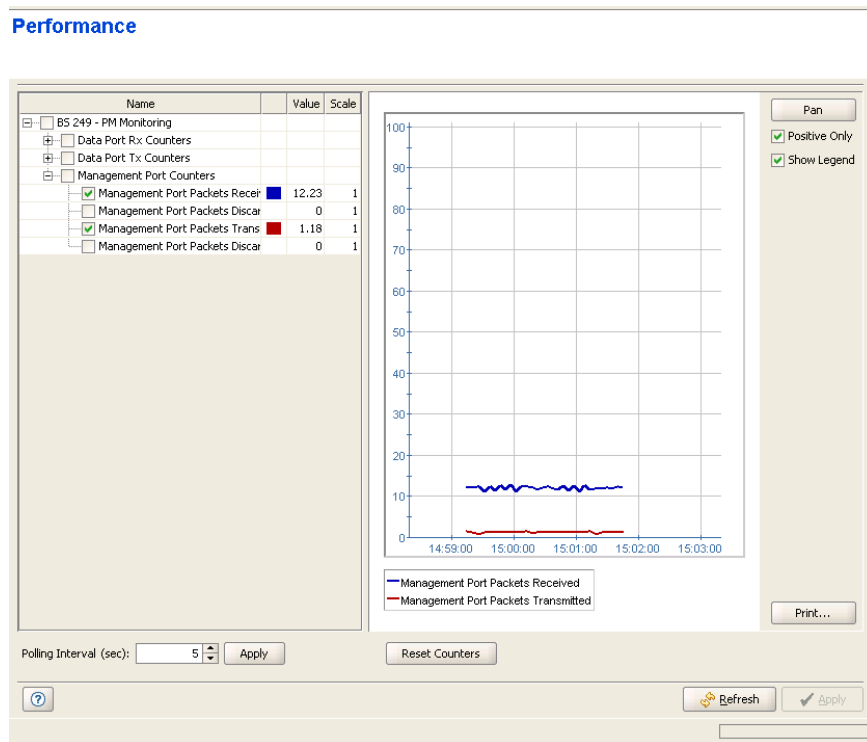 Performance
Name Value Scale
BS 249 - PM Monitoring
Data Port Rx Counters
Data Port Tx Counters
Management Port Counters
Management Port Packets Recei 12.23 1
Management Port Packets Discar 0 1
Management Port Packets Trans 1.18 1
Management Port Packets Discar 0 1
100
90
80
70
60
50
40
30
20
10
0
14:59:00 15:00:00 15:01:00 15:02:00 15:03:00
Management Port Packets Received
Management Port Packets Transmitted
Pan
Positive Only
Show Legend
Print...
Polling Interval (sec): 5 Apply
Reset Counters
? Refresh Apply